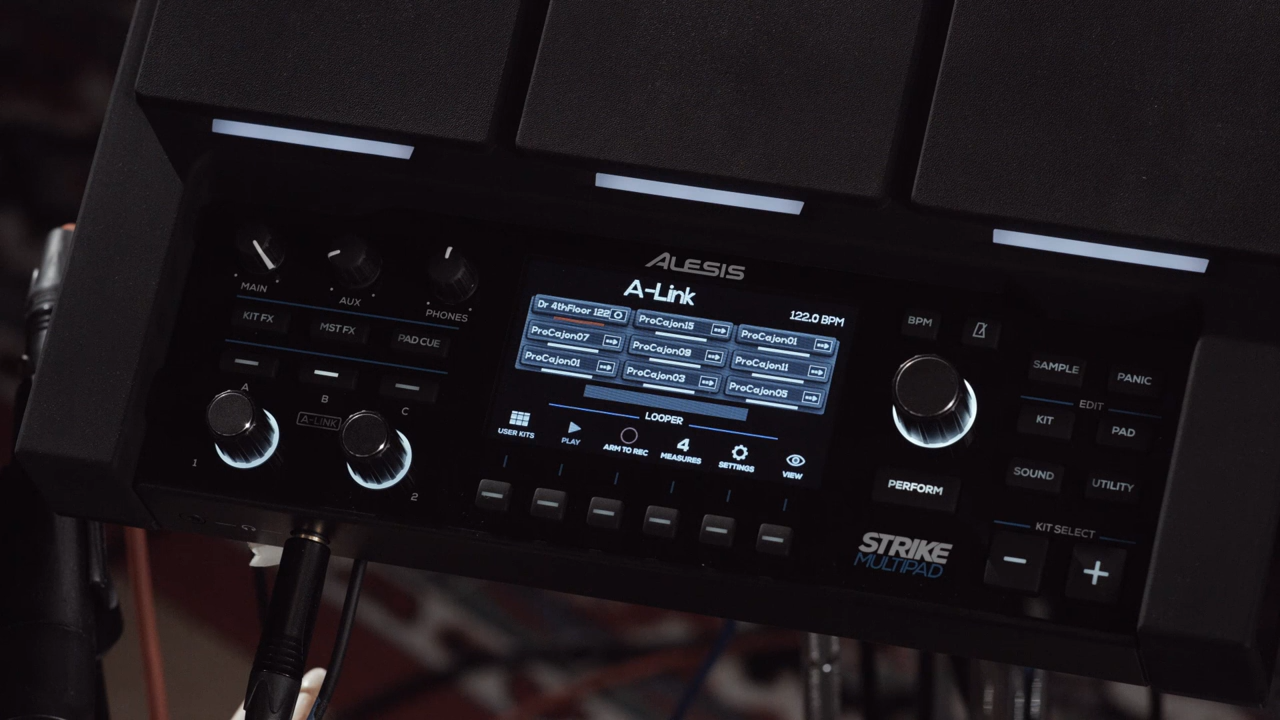 MAIN
AUX
PHONES
KIT FX
MST FX
PAD CUE
A
B
C
A-LINK
1
2
ALESIS
A-Link
122.0 BPM
Dr 4thFloor 122
ProCajon15
ProCajon01
ProCajon07
ProCajon09
ProCajon11
ProCajon01
ProCajon03
ProCajon05
LOOPER
USER KITS
PLAY
ARM TO REC
4
MEASURES
SETTINGS
VIEW
BPM
PERFORM
STRIKE
MULTIPAD
SAMPLE
PANIC
EDIT
KIT
PAD
SOUND
UTILITY
KIT SELECT